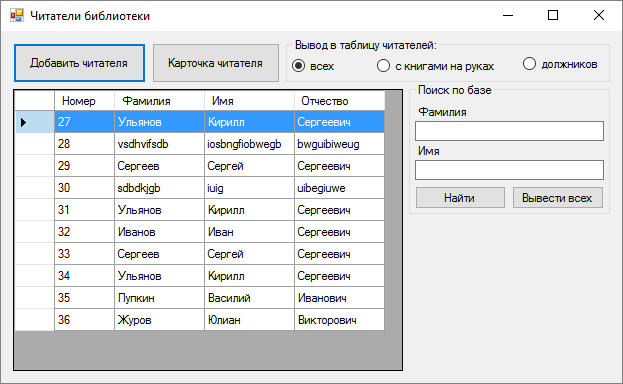 Читатели библиотеки
Добавить читателя
Карточка читателя
Вывод в таблицу читателей:
всех
с книгами на руках
должников
Номер Фамилия Имя Отчество
27 Ульянов Кирилл Сергеевич
28 vsdhvifsdb iosbngfiobwegb bwguibiweug
29 Сергеев Сергей Сергеевич
30 sdbdkjgb iuig uibegiuwe
31 Ульянов Кирилл Сергеевич
32 Иванов Иван Сергеевич
33 Сергеев Сергей Сергеевич
34 Ульянов Кирилл Сергеевич
35 Пупкин Василий Иванович
36 Журов Юлиан Викторович
Поиск по базе
Фамилия
Имя
Найти
Вывести всех